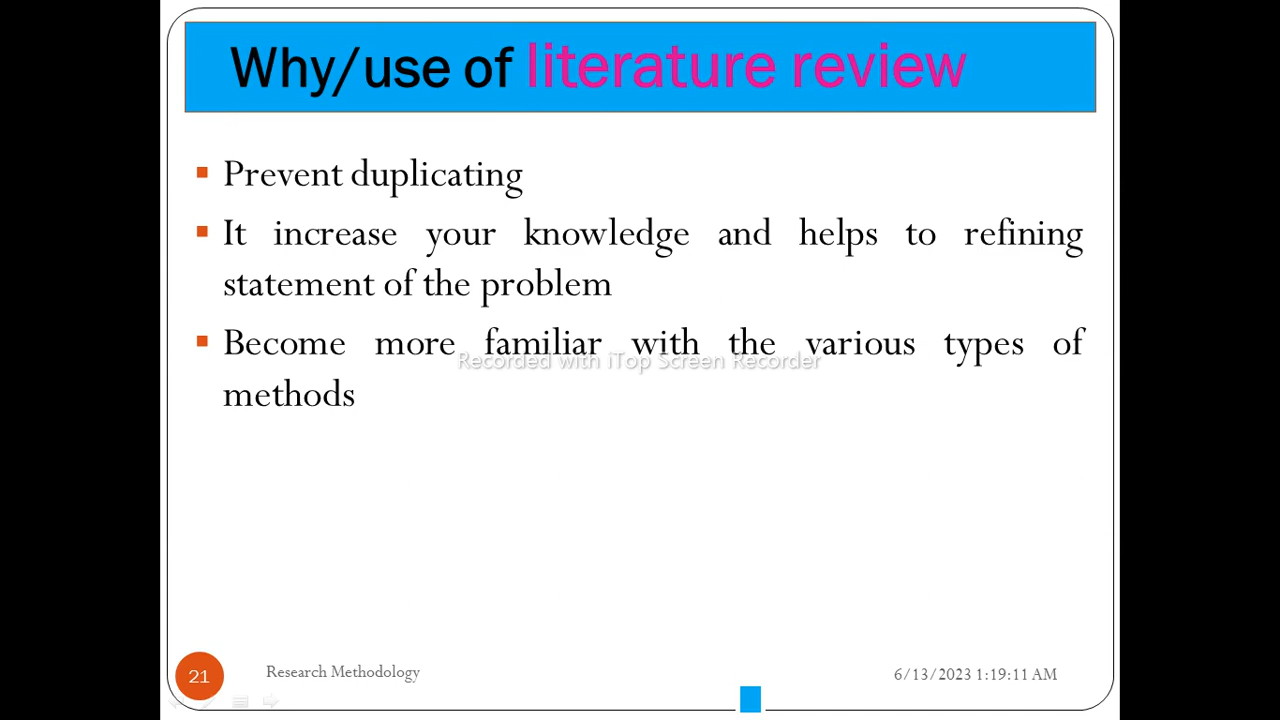 Why/use of literature review
Prevent duplicating
It increase your knowledge and helps to refining
statement of the problem
Become more familiar with the various types of
Recorded with iTop Screen Recorder
methods
21
Research Methodology
6/13/2023 1:19:11 AM